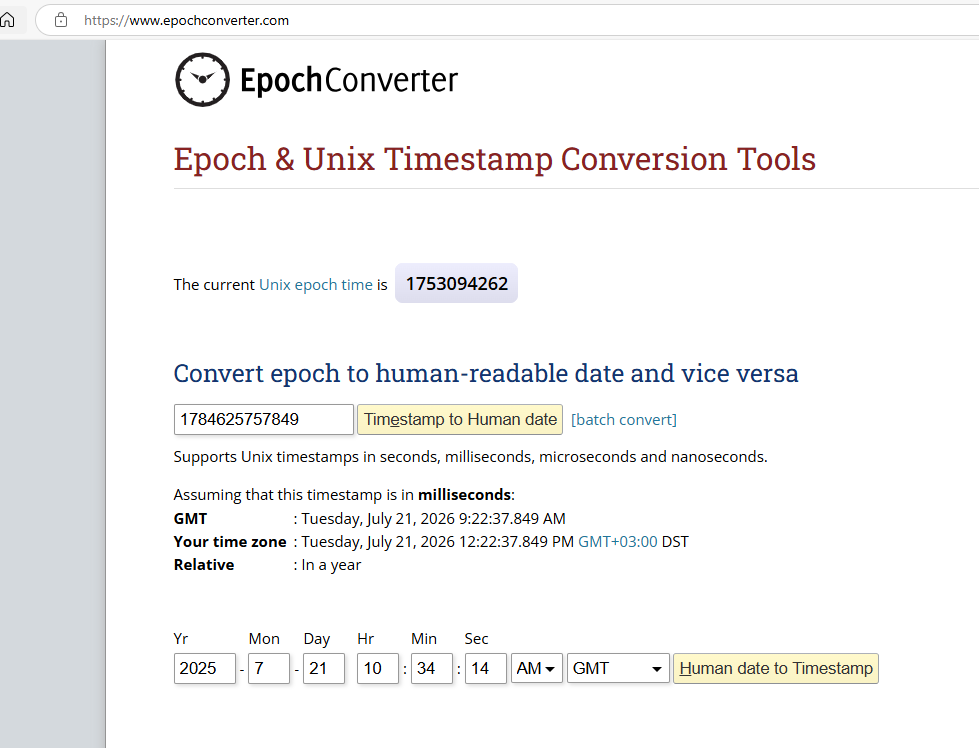 https://www.epochconverter.com
EpochConverter
Epoch & Unix Timestamp Conversion Tools
The current Unix epoch time is 1753094262
Convert epoch to human-readable date and vice versa
1784625757849 Timestamp to Human date [batch convert]
Supports Unix timestamps in seconds, milliseconds, microseconds and nanoseconds.
Assuming that this timestamp is in milliseconds:
GMT : Tuesday, July 21, 2026 9:22:37.849 AM
Your time zone : Tuesday, July 21, 2026 12:22:37.849 PM GMT+03:00 DST
Relative : In a year
Yr Mon Day Hr Min Sec
2025 - 7 - 21 10 : 34 : 14 AM GMT Human date to Timestamp